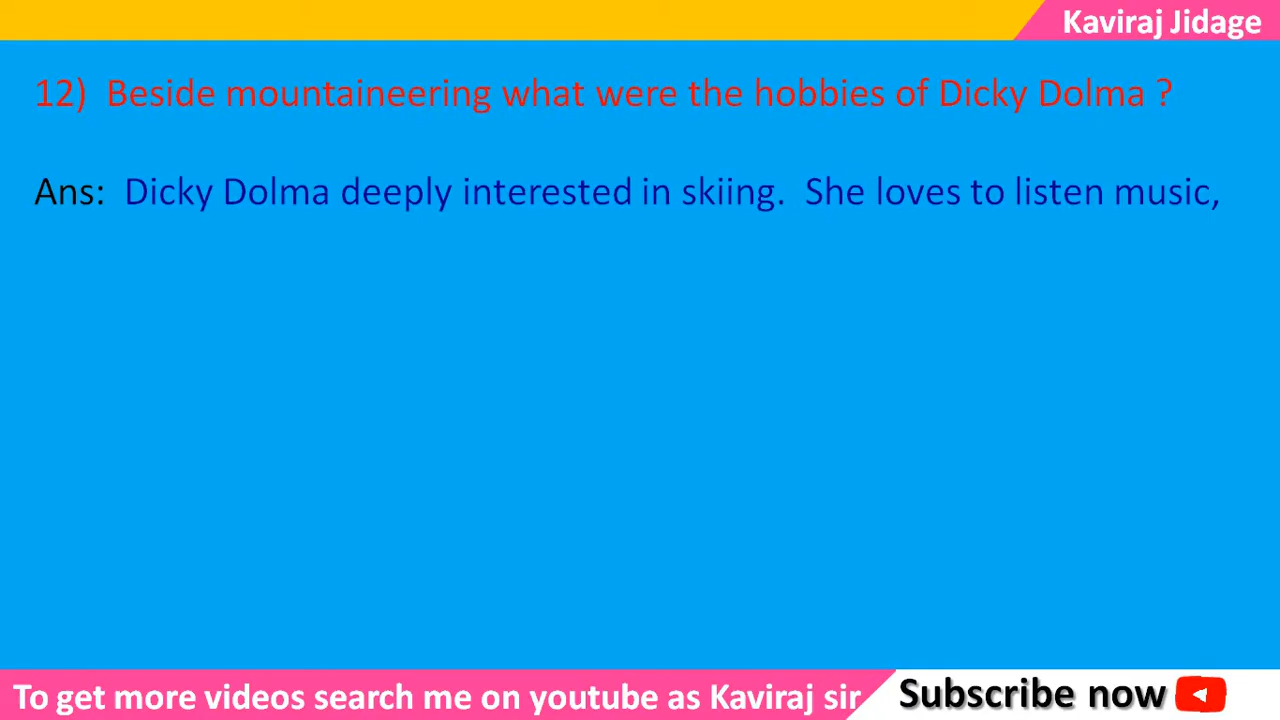 Kaviraj Jidage
12) Beside mountaineering what were the hobbies of Dicky Dolma ?
Ans: Dicky Dolma deeply interested in skiing. She loves to listen music,
To get more videos search me on youtube as Kaviraj sir
Subscribe now